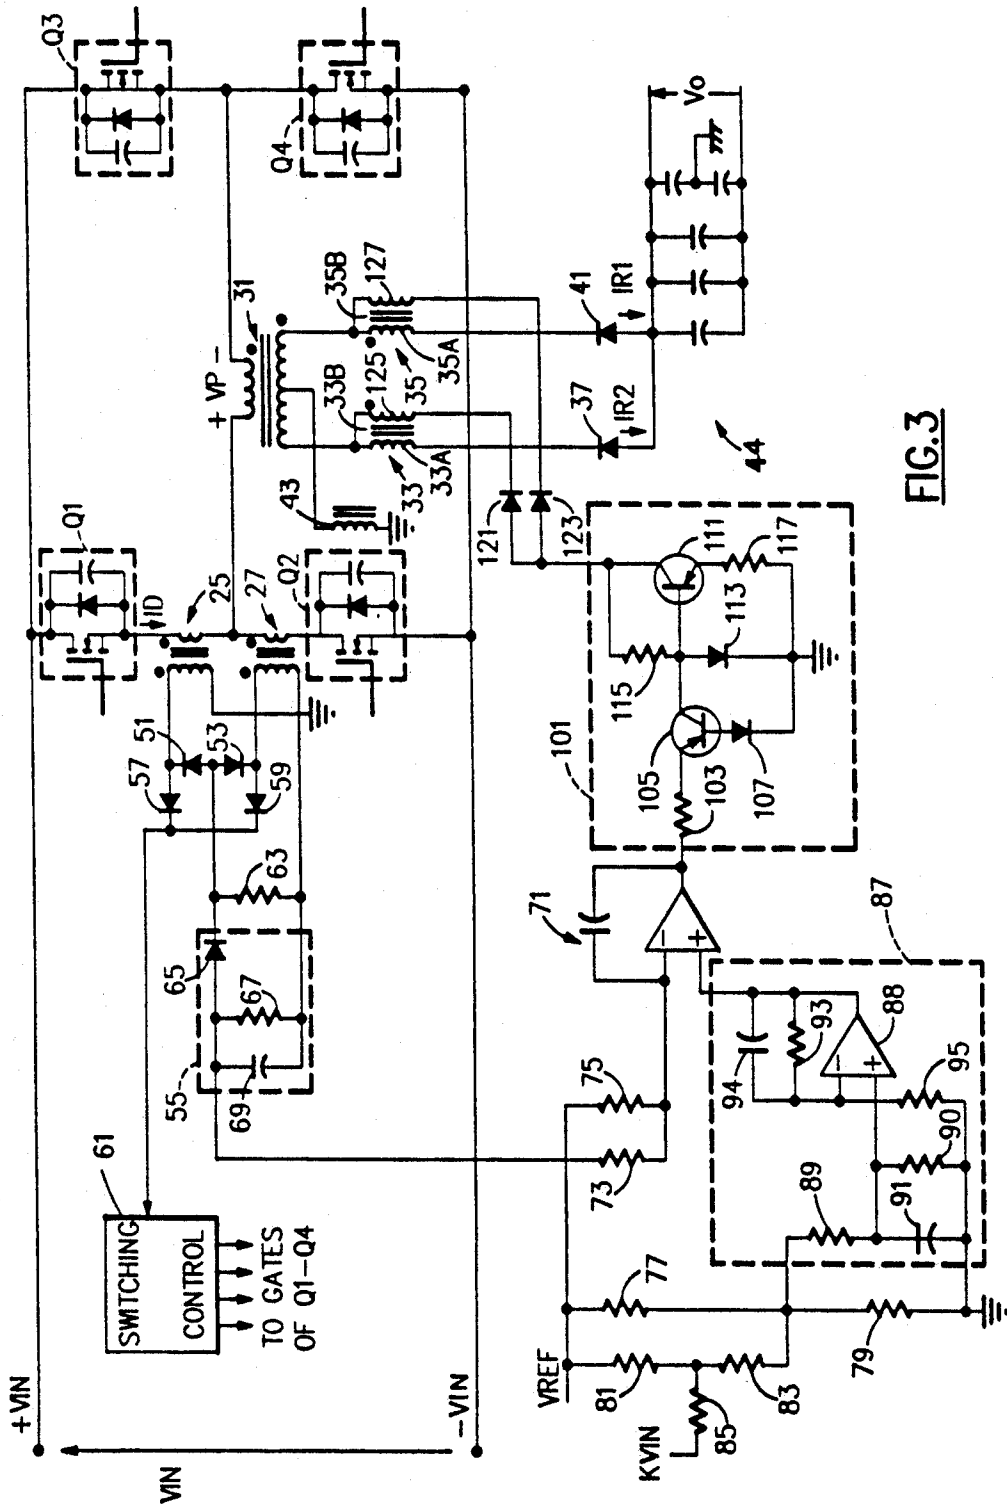 +VIN
VIN
-VIN
61
SWITCHING
CONTROL
TO GATES
OF Q1-Q4
55
65
67
69
63
57
51
53
59
Q1
ID
25
27
Q2
+ VP -
31
43
33B
125
33
33A
35
35A
35B
127
Q3
Q4
121
123
37
IR2
41
IR1
Vo
44
VREF
81
77
KVIN
85
83
79
73
75
71
-
+
87
89
91
90
94
93
88
-
+
95
101
103
105
107
115
113
111
117
FIG.3